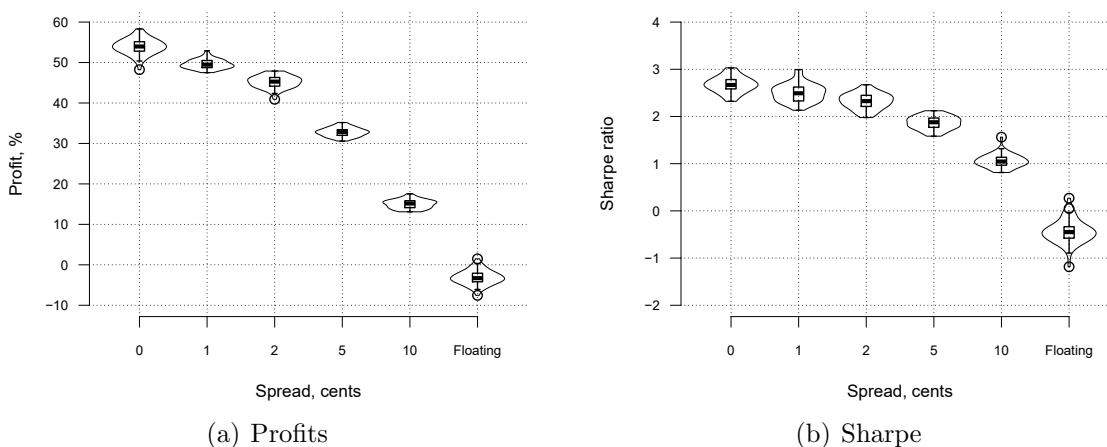 60
50
40
30
20
10
0
−10
Profit, %
0 1 2 5 10 Floating
Spread, cents
(a) Profits
4
3
2
1
0
−1
−2
Sharpe ratio
0 1 2 5 10 Floating
Spread, cents
(b) Sharpe